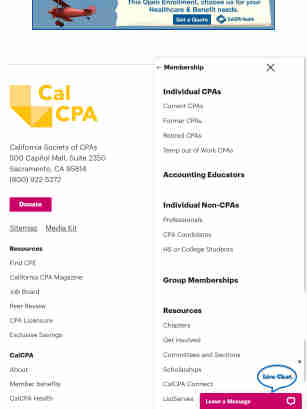 This Open Enrollment, choose us for your
Healthcare & Benefit needs.
Get a Quote
CalCPA Health
Cal
CPA
California Society of CPAs
500 Capitol Mall, Suite 2350
Sacramento, CA 95814
(800) 922-5272
Donate
Sitemap Media Kit
Resources
Find CPE
California CPA Magazine
Job Board
Peer Review
CPA Licensure
Exclusive Savings
CalCPA
About
Member benefits
CalCPA Health
← Membership
Individual CPAs
Current CPAs
Former CPAs
Retired CPAs
Temp out of Work CPAs
Accounting Educators
Individual Non-CPAs
Professionals
CPA Candidates
HS or College Students
Group Memberships
Resources
Chapters
Get Involved
Committees and Sections
Scholarships
CalCPA Connect
ListServes
Live Chat
Leave a Message